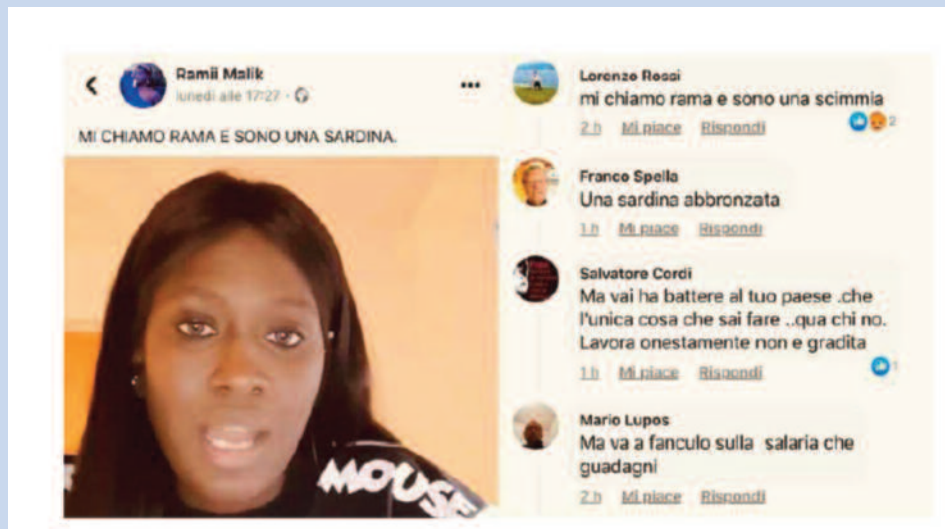 Ramii Malik
lunedì alle 17:27 ·
MI CHIAMO RAMA E SONO UNA SARDINA.
MOUSE
Lorenzo Rossi
mi chiamo rama e sono una scimmia
2 h Mi piace Rispondi
2
Franco Spella
Una sardina abbronzata
1 h Mi piace Rispondi
Salvatore Cordi
Ma vai ha battere al tuo paese .che
l'unica cosa che sai fare ..qua chi no.
Lavora onestamente non e gradita
1 h Mi piace Rispondi
1
Mario Lupos
Ma va a fanculo sulla salaria che
guadagni
2 h Mi piace Rispondi